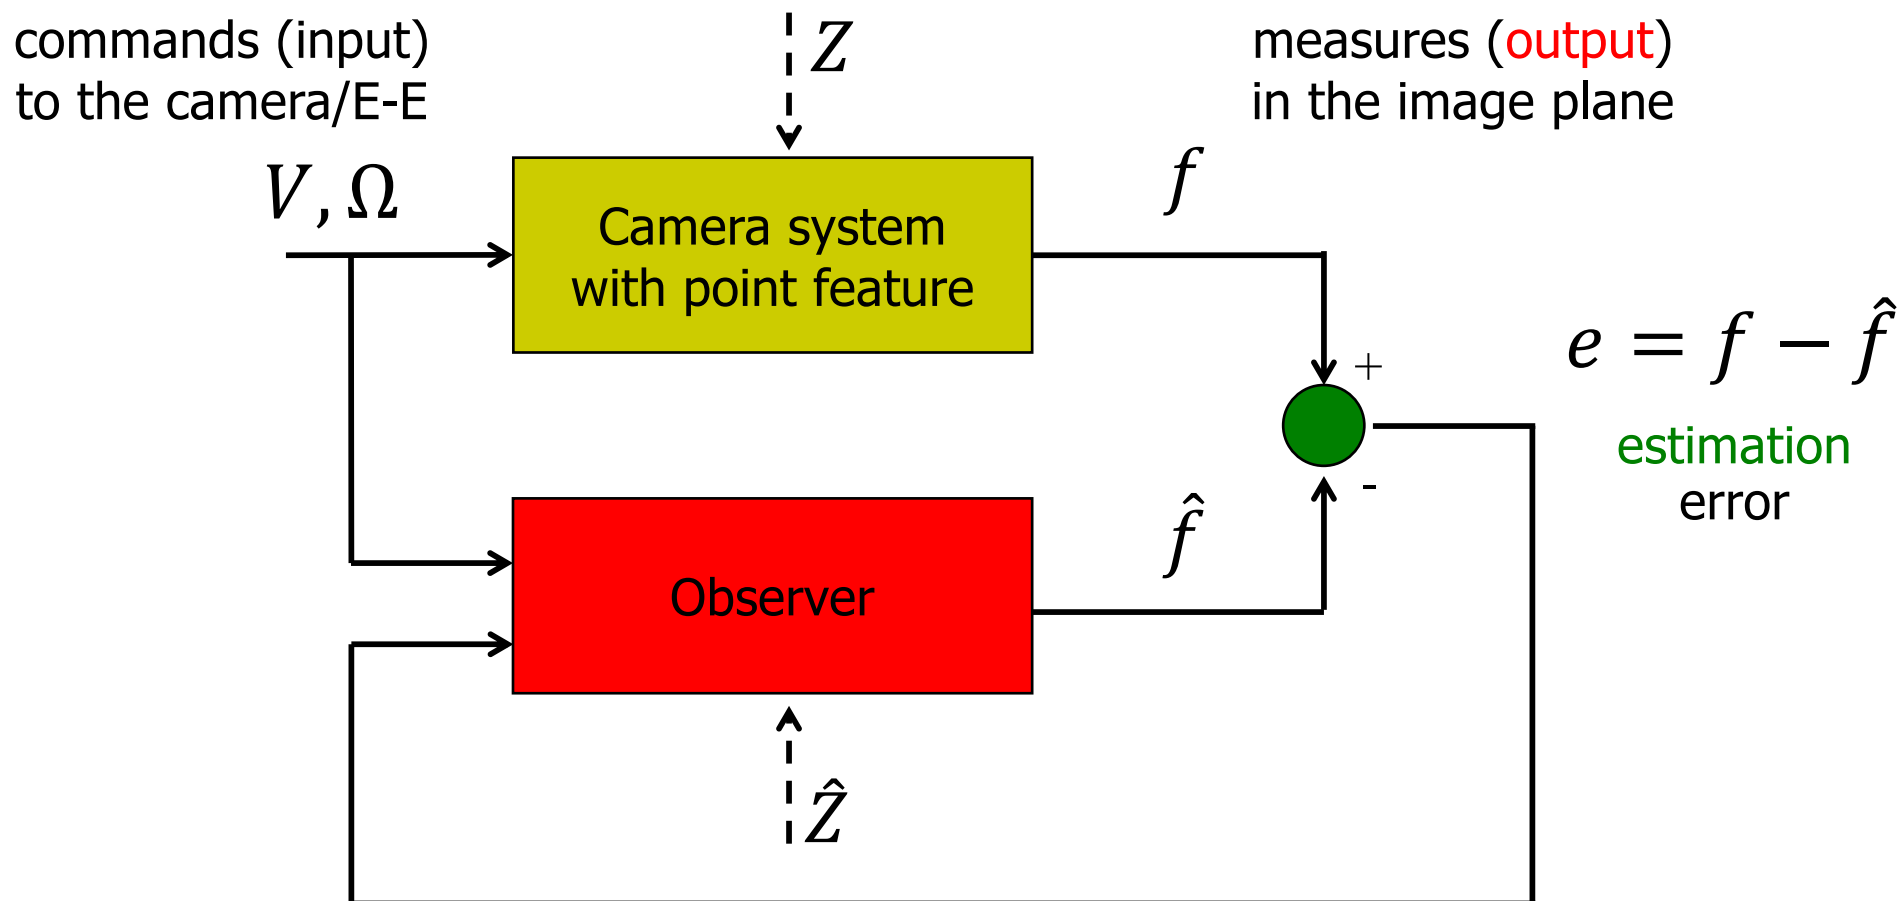 commands (input)
to the camera/E-E
Z
measures (output)
in the image plane
V, Ω
f
Camera system
with point feature
+
e = f − f̂
estimation
error
-
f̂
Observer
Ẑ